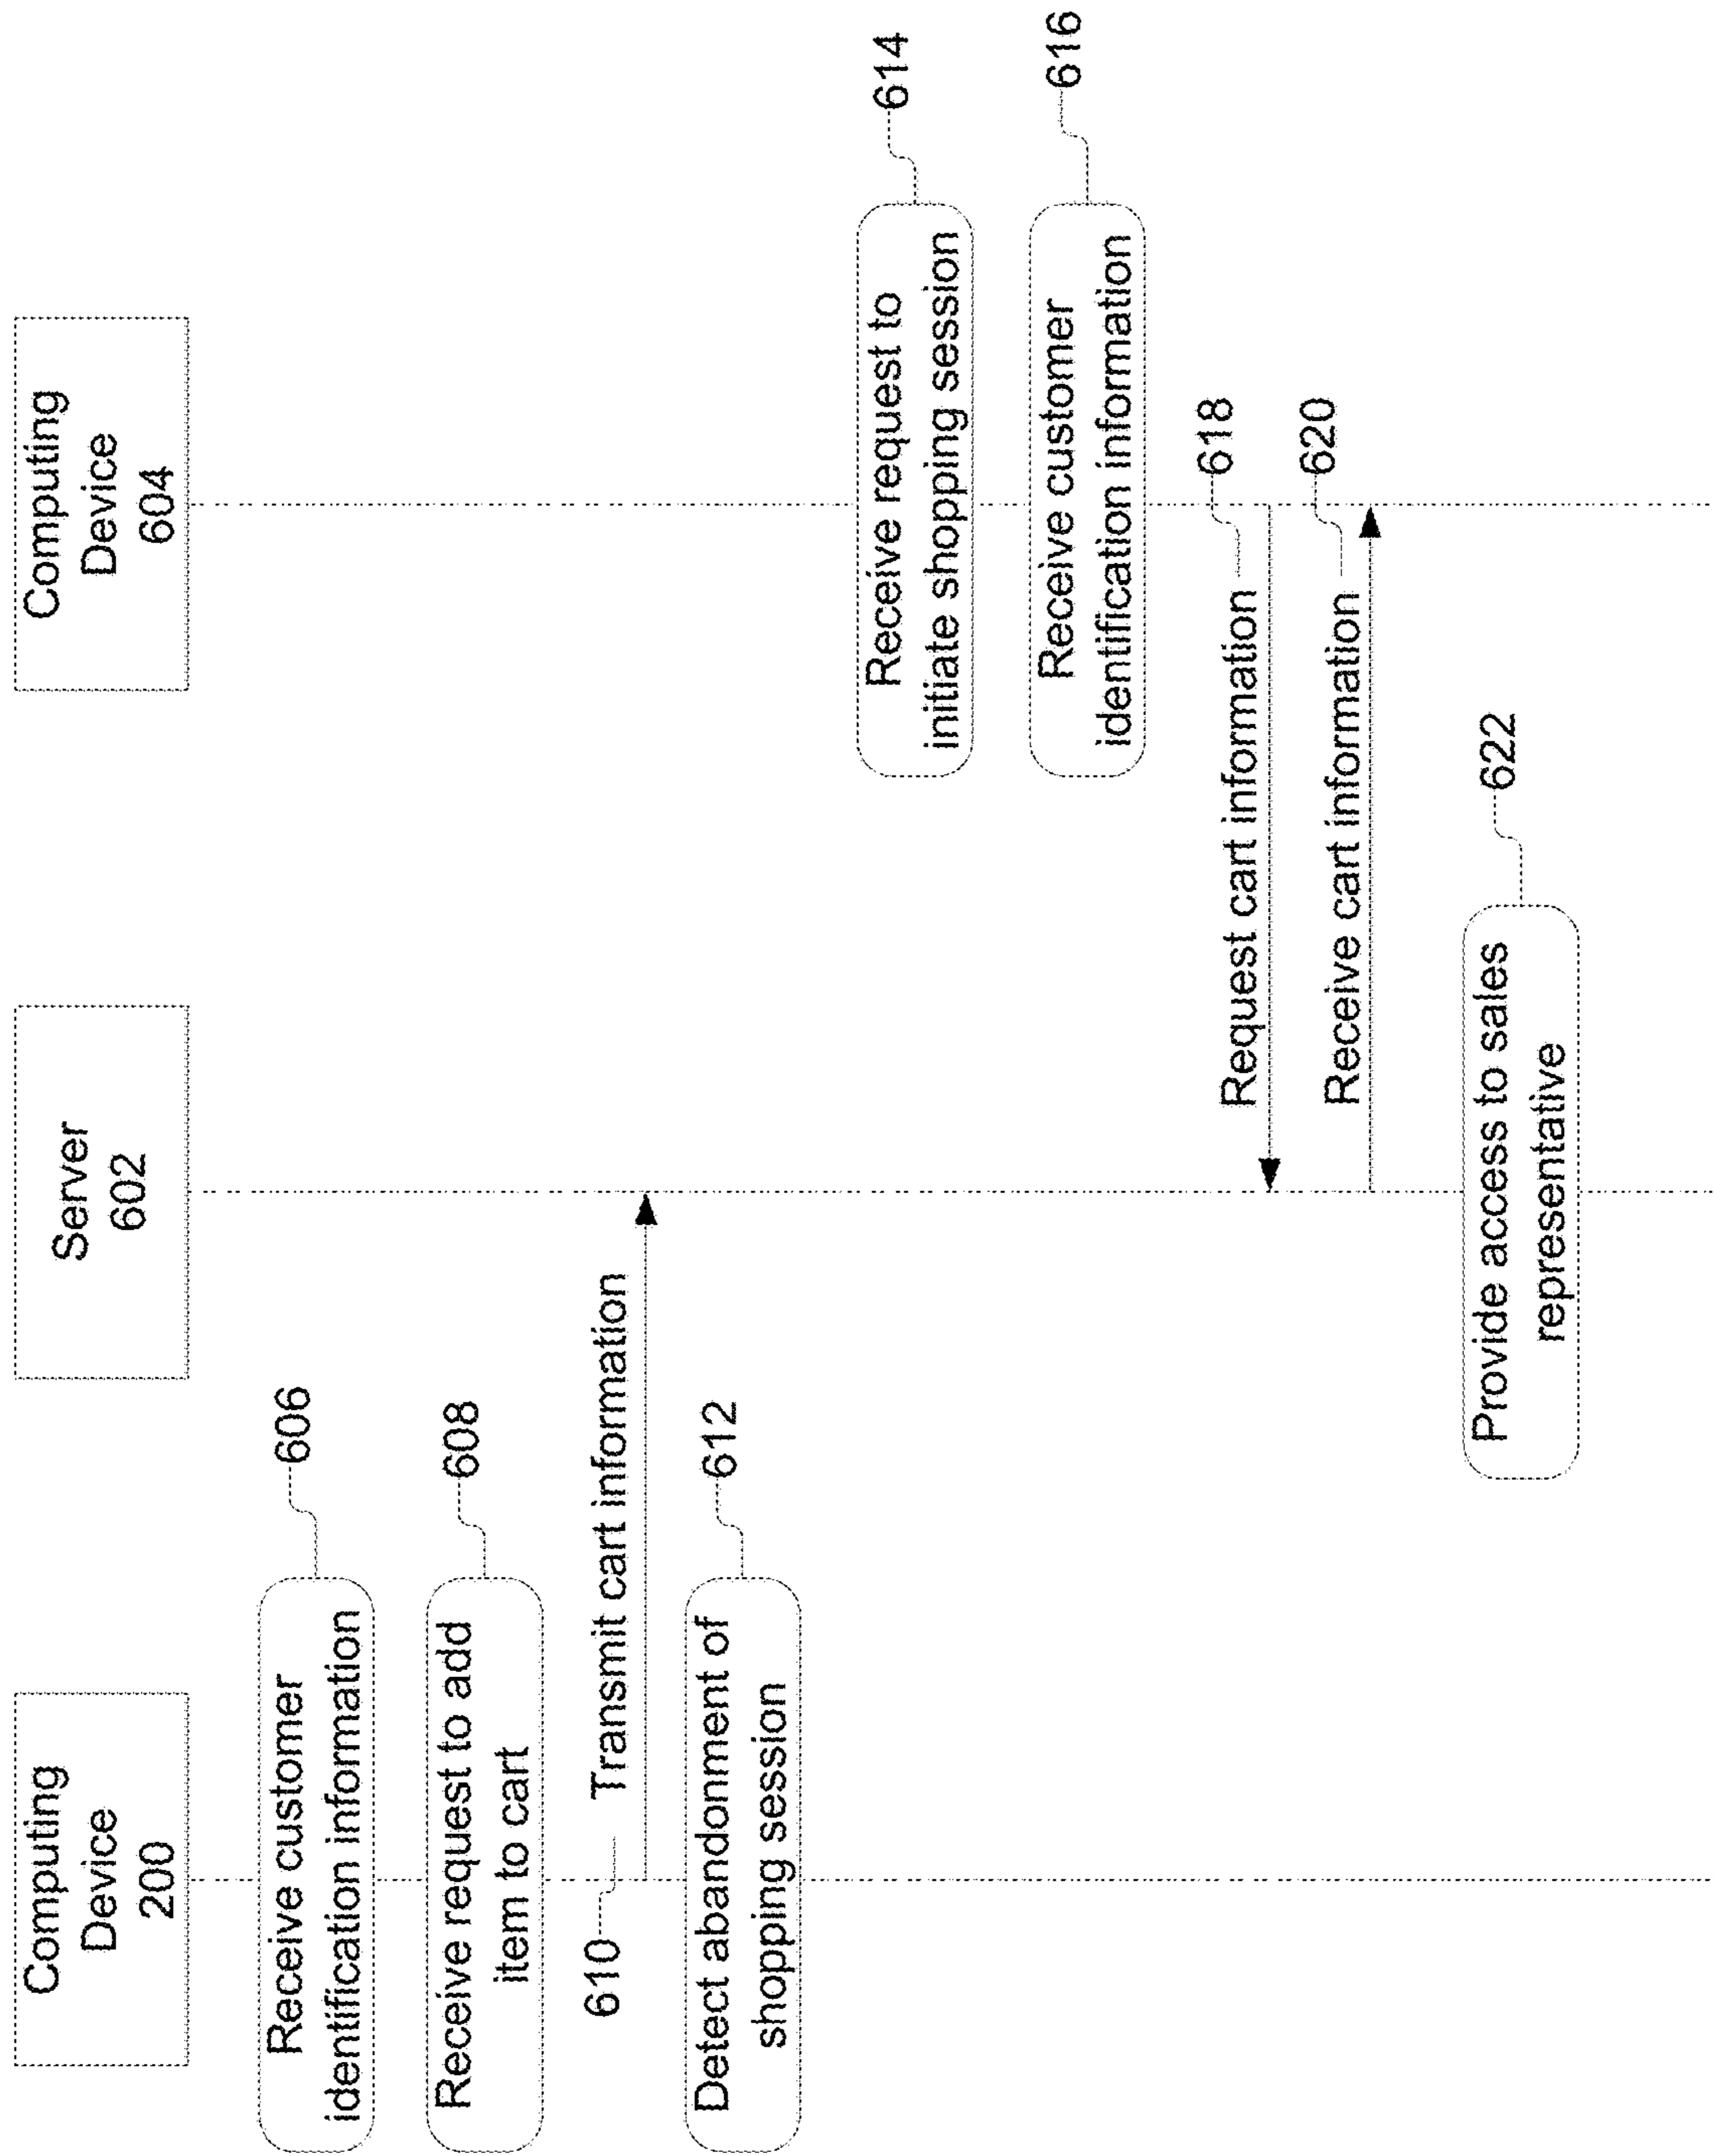 Computing
Device
200
Server
602
Computing
Device
604
Receive customer
identification information
606
Receive request to add
item to cart
608
610
Transmit cart information
Detect abandonment of
shopping session
612
Receive request to
initiate shopping session
614
Receive customer
identification information
616
Request cart information
618
Receive cart information
620
Provide access to sales
representative
622